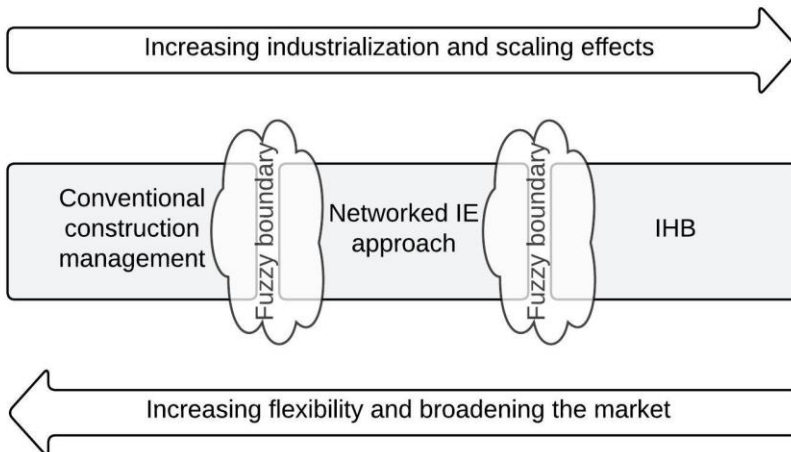 Increasing industrialization and scaling effects
Conventional
construction
management
Fuzzy boundary
Networked IE
approach
Fuzzy boundary
IHB
Increasing flexibility and broadening the market